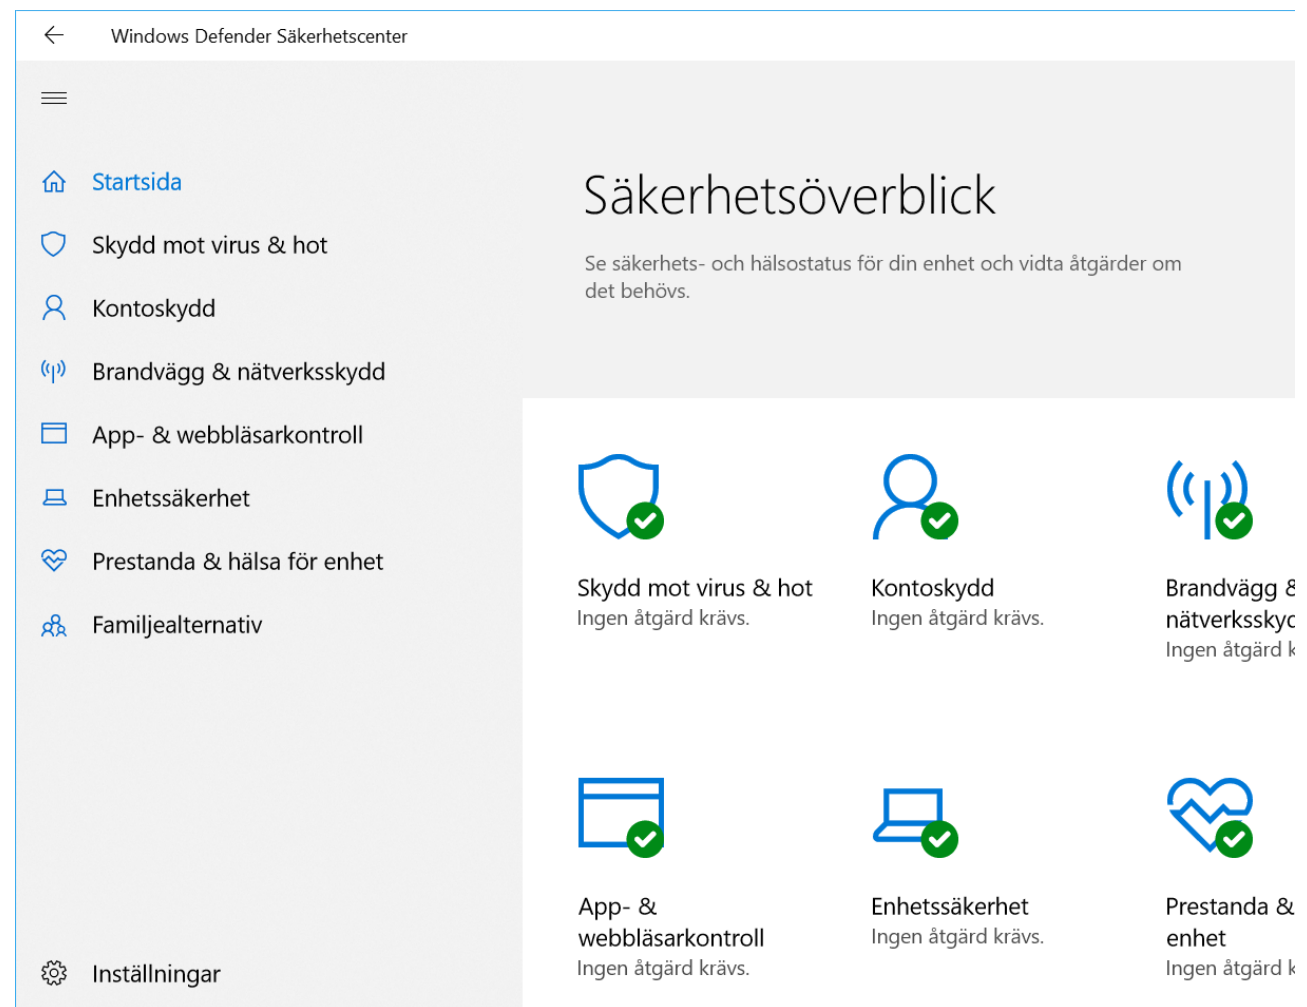 Windows Defender Säkerhetscenter
Startsida
Skydd mot virus & hot
Kontoskydd
Brandvägg & nätverksskydd
App- & webbläsarkontroll
Enhetssäkerhet
Prestanda & hälsa för enhet
Familjealternativ
Inställningar
Säkerhetsöverblick
Se säkerhets- och hälsostatus för din enhet och vidta åtgärder om
det behövs.
Skydd mot virus & hot
Ingen åtgärd krävs.
Kontoskydd
Ingen åtgärd krävs.
Brandvägg &
nätverksskyd
Ingen åtgärd k
App- &
webbläsarkontroll
Ingen åtgärd krävs.
Enhetssäkerhet
Ingen åtgärd krävs.
Prestanda &
enhet
Ingen åtgärd k